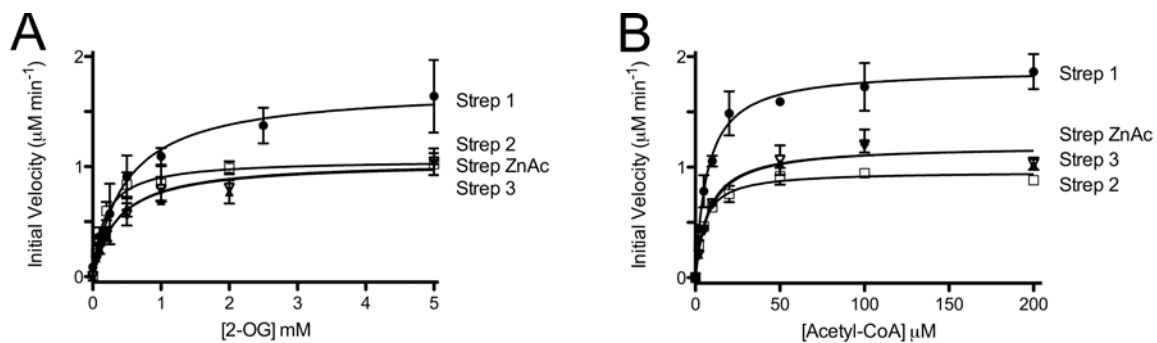 A
Initial Velocity (μM min⁻¹)
2
1
0
0
1
2
3
4
5
[2-OG] mM
Strep 1
Strep 2
Strep ZnAc
Strep 3
B
Initial Velocity (μM min⁻¹)
2
1
0
0
50
100
150
200
[Acetyl-CoA] μM
Strep 1
Strep ZnAc
Strep 3
Strep 2